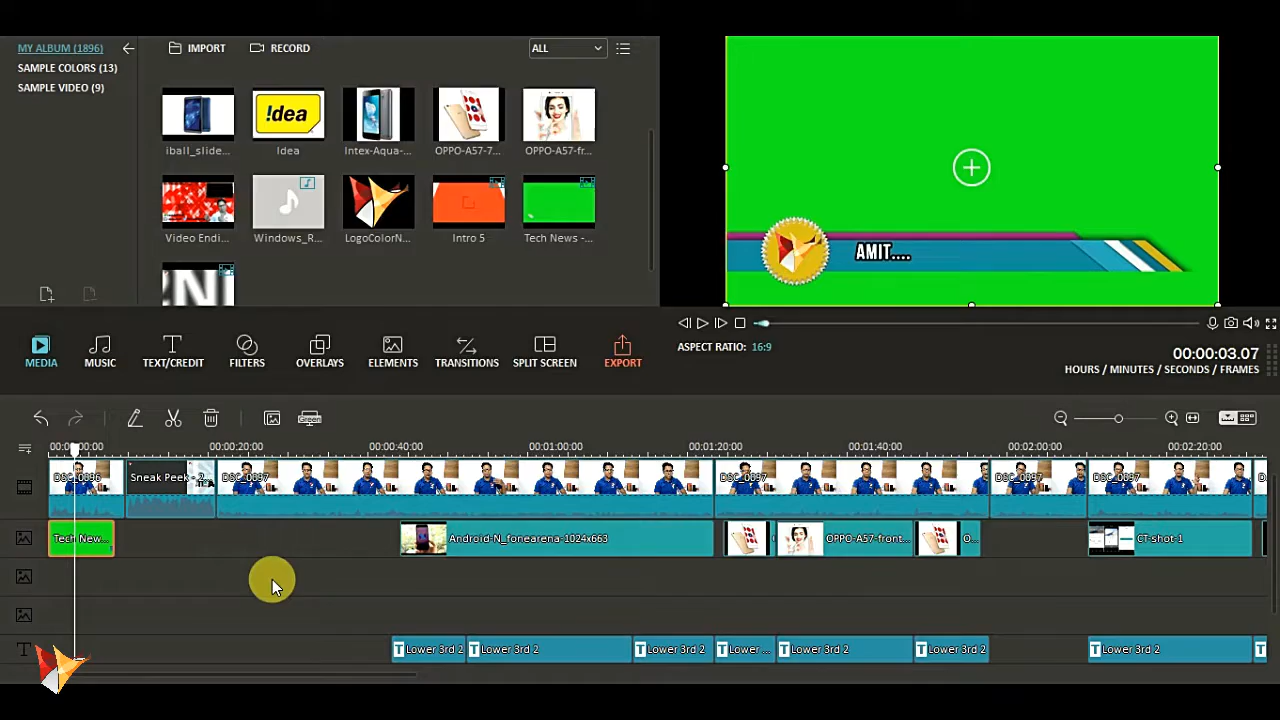 MY ALBUM (1896)
IMPORT
RECORD
ALL
SAMPLE COLORS (13)
SAMPLE VIDEO (9)
!dea
iball_slide...
Idea
Intex-Aqua-...
OPPO-A57-7...
OPPO-A57-fr...
Video Endi...
Windows_R...
LogoColorN...
Intro 5
Tech News -...
AMIT....
MEDIA
MUSIC
TEXT/CREDIT
FILTERS
OVERLAYS
ELEMENTS
TRANSITIONS
SPLIT SCREEN
EXPORT
ASPECT RATIO: 16:9
00:00:03.07
HOURS / MINUTES / SECONDS / FRAMES
Green
00:00:20:00
00:00:40:00
00:01:00:00
00:01:20:00
00:01:40:00
00:02:00:00
00:02:20:00
DSC_0096
Sneak Peek - 2...
DSC_0097
DSC_0097
DSC_0097
DSC_0097
Tech New...
Android-N_fonearena-1024x663
OPPO-A57-front...
O...
CT-shot-1
T Lower 3rd 2
T Lower 3rd 2
T Lower 3rd 2
T Lower ...
T Lower 3rd 2
T Lower 3rd 2
T Lower 3rd 2
T